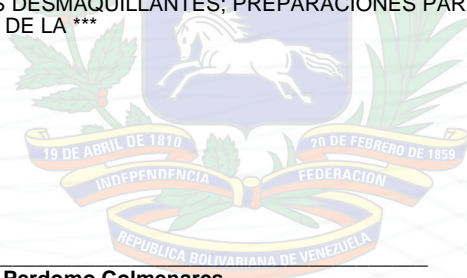 S DESMAQUILLANTES; PREPARACIONES PAR
DE LA ***
19 DE ABRIL DE 1810
20 DE FEBRERO DE 1859
INDEPENDENCIA
FEDERACION
REPUBLICA BOLIVARIANA DE VENEZUELA
Perdomo Colmenares